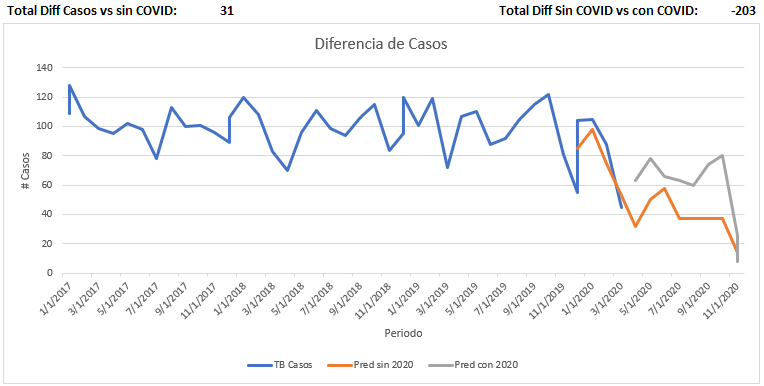 Total Diff Casos vs sin COVID: 31 Total Diff Sin COVID vs con COVID: -203
Diferencia de Casos
140
120
100
80
60
40
20
0
# Casos
1/1/2017 3/1/2017 5/1/2017 7/1/2017 9/1/2017 11/1/2017 1/1/2018 3/1/2018 5/1/2018 7/1/2018 9/1/2018 11/1/2018 1/1/2019 3/1/2019 5/1/2019 7/1/2019 9/1/2019 11/1/2019 1/1/2020 3/1/2020 5/1/2020 7/1/2020 9/1/2020 11/1/2020
Periodo
TB Casos Pred sin 2020 Pred con 2020